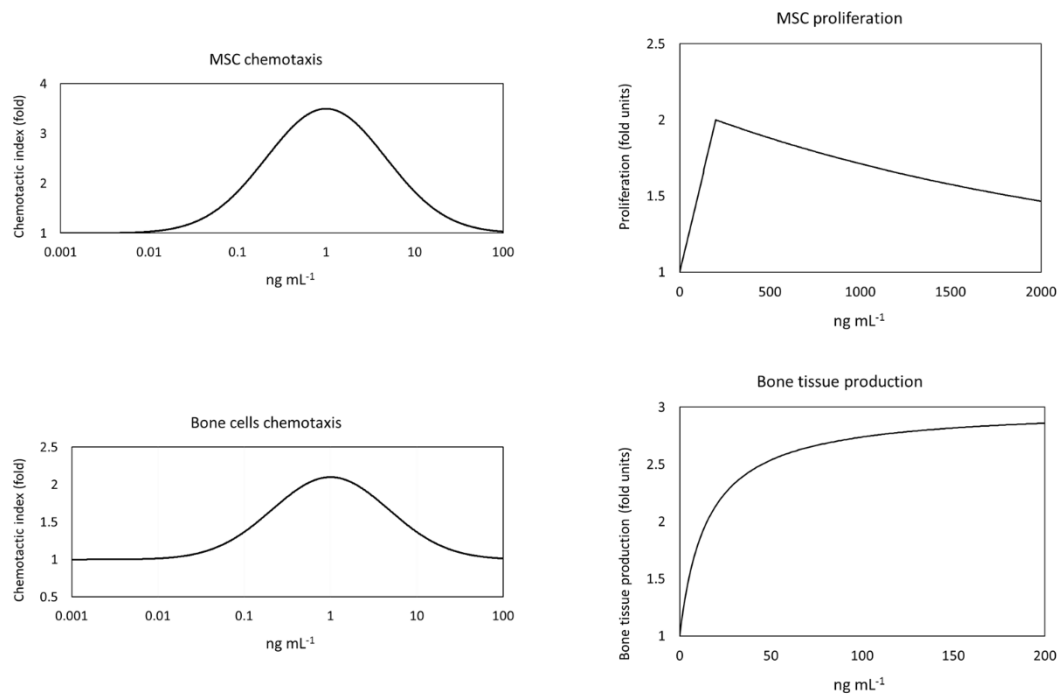 MSC chemotaxis
Chemotactic index (fold)
4
3
2
1
0.001 0.01 0.1 1 10 100
ng mL⁻¹
MSC proliferation
Proliferation (fold units)
2.5
2
1.5
1
0 500 1000 1500 2000
ng mL⁻¹
Bone cells chemotaxis
Chemotactic index (fold)
2.5
2
1.5
1
0.5
0.001 0.01 0.1 1 10 100
ng mL⁻¹
Bone tissue production
Bone tissue production (fold units)
3
2.5
2
1.5
1
0 50 100 150 200
ng mL⁻¹